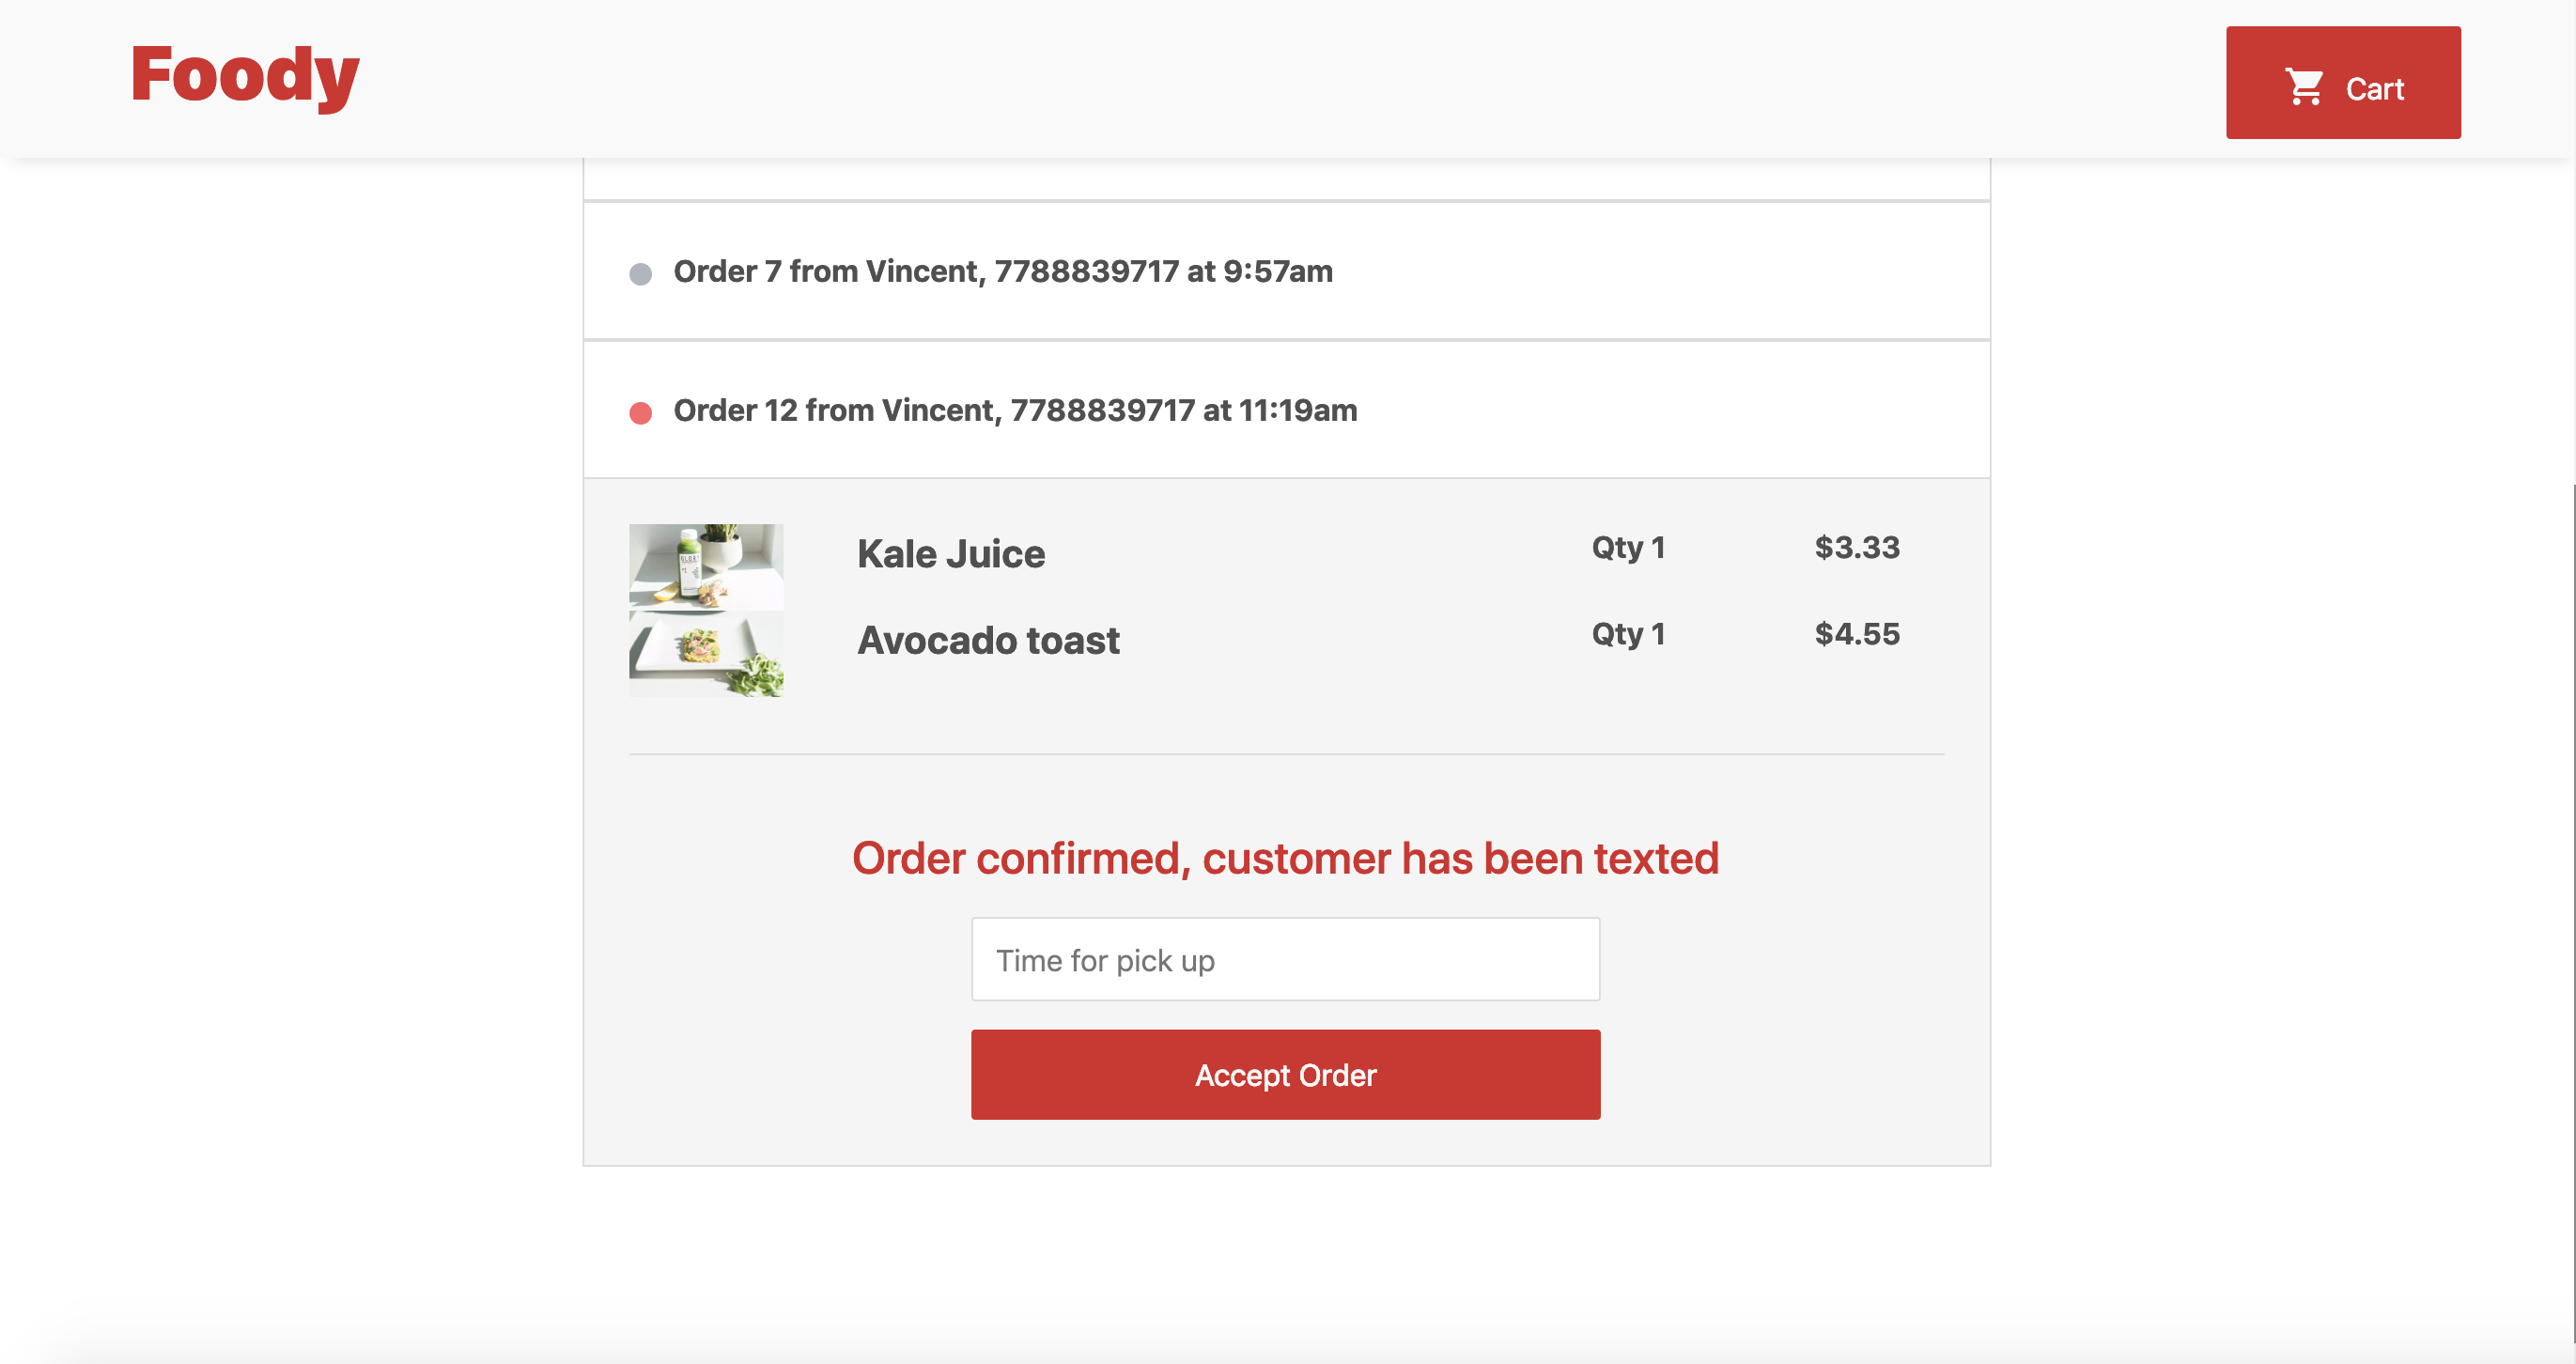 Foody
Cart
Order 7 from Vincent, 7788839717 at 9:57am
Order 12 from Vincent, 7788839717 at 11:19am
Kale Juice Qty 1 $3.33
Avocado toast Qty 1 $4.55
Order confirmed, customer has been texted
Time for pick up
Accept Order